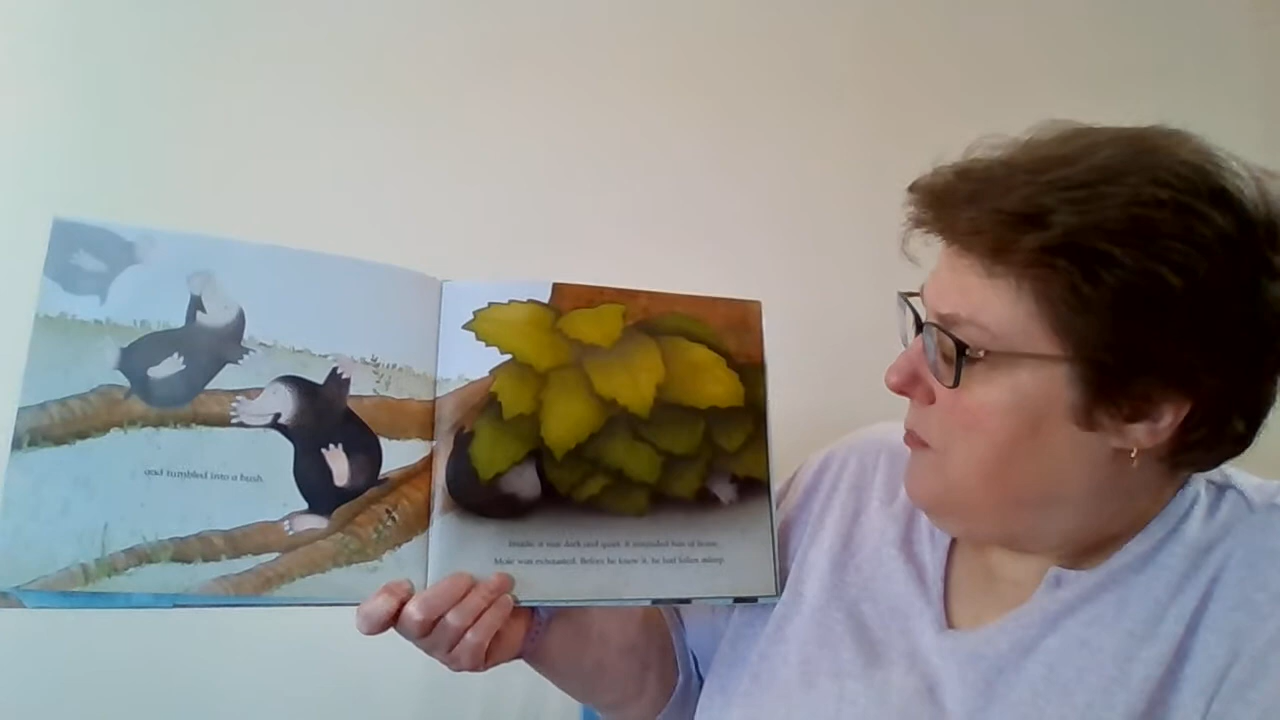 and tumbled into a bush.
Inside, it was dark and quiet. It reminded him of home.
Mole was exhausted. Before he knew it, he had fallen asleep.